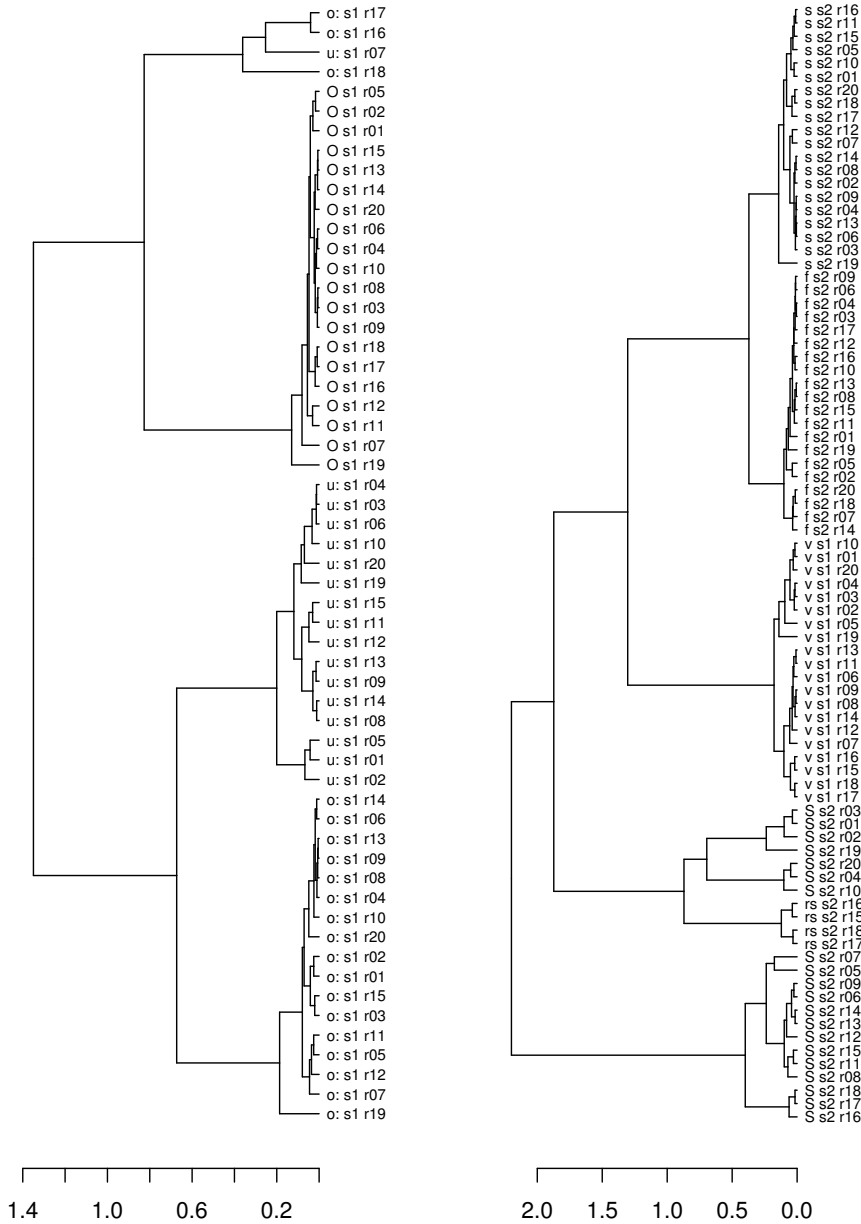 o: s1 r17
o: s1 r16
u: s1 r07
o: s1 r18
O s1 r05
O s1 r02
O s1 r01
O s1 r15
O s1 r13
O s1 r14
O s1 r20
O s1 r06
O s1 r04
O s1 r10
O s1 r08
O s1 r03
O s1 r09
O s1 r18
O s1 r17
O s1 r16
O s1 r12
O s1 r11
O s1 r07
O s1 r19
u: s1 r04
u: s1 r03
u: s1 r06
u: s1 r10
u: s1 r20
u: s1 r19
u: s1 r15
u: s1 r11
u: s1 r12
u: s1 r13
u: s1 r09
u: s1 r14
u: s1 r08
u: s1 r05
u: s1 r01
u: s1 r02
o: s1 r14
o: s1 r06
o: s1 r13
o: s1 r09
o: s1 r08
o: s1 r04
o: s1 r10
o: s1 r20
o: s1 r02
o: s1 r01
o: s1 r15
o: s1 r03
o: s1 r11
o: s1 r05
o: s1 r12
o: s1 r07
o: s1 r19
1.4 1.0 0.6 0.2
s s2 r16
s s2 r11
s s2 r15
s s2 r05
s s2 r10
s s2 r01
s s2 r20
s s2 r18
s s2 r17
s s2 r12
s s2 r07
s s2 r14
s s2 r08
s s2 r02
s s2 r09
s s2 r04
s s2 r13
s s2 r06
s s2 r03
s s2 r19
f s2 r09
f s2 r06
f s2 r04
f s2 r03
f s2 r17
f s2 r12
f s2 r16
f s2 r10
f s2 r13
f s2 r08
f s2 r15
f s2 r11
f s2 r01
f s2 r19
f s2 r05
f s2 r02
f s2 r20
f s2 r18
f s2 r07
f s2 r14
v s1 r10
v s1 r01
v s1 r20
v s1 r04
v s1 r03
v s1 r02
v s1 r05
v s1 r19
v s1 r13
v s1 r11
v s1 r06
v s1 r09
v s1 r08
v s1 r14
v s1 r12
v s1 r07
v s1 r16
v s1 r15
v s1 r18
v s1 r17
S s2 r03
S s2 r01
S s2 r02
S s2 r19
S s2 r20
S s2 r04
S s2 r10
rs s2 r16
rs s2 r15
rs s2 r18
rs s2 r17
S s2 r07
S s2 r05
S s2 r09
S s2 r06
S s2 r14
S s2 r13
S s2 r12
S s2 r15
S s2 r11
S s2 r08
S s2 r18
S s2 r17
S s2 r16
2.0 1.5 1.0 0.5 0.0